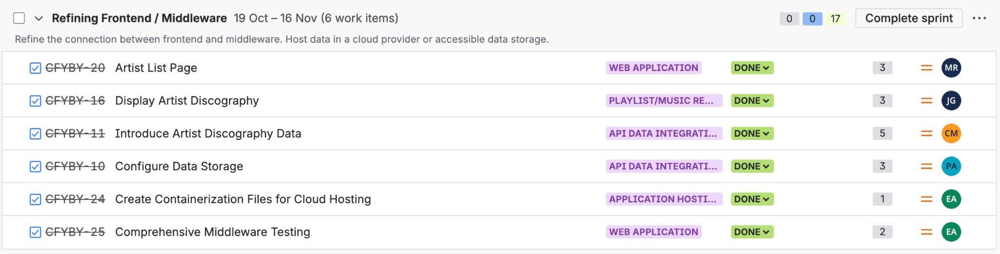 Refining Frontend / Middleware 19 Oct – 16 Nov (6 work items) 0 0 17 Complete sprint
Refine the connection between frontend and middleware. Host data in a cloud provider or accessible data storage.
CFYBY-20 Artist List Page WEB APPLICATION DONE 3 MR
CFYBY-16 Display Artist Discography PLAYLIST/MUSIC RE... DONE 3 JG
CFYBY-11 Introduce Artist Discography Data API DATA INTEGRATI... DONE 5 CM
CFYBY-10 Configure Data Storage API DATA INTEGRATI... DONE 3 PA
CFYBY-24 Create Containerization Files for Cloud Hosting APPLICATION HOSTI... DONE 1 EA
CFYBY-25 Comprehensive Middleware Testing WEB APPLICATION DONE 2 EA